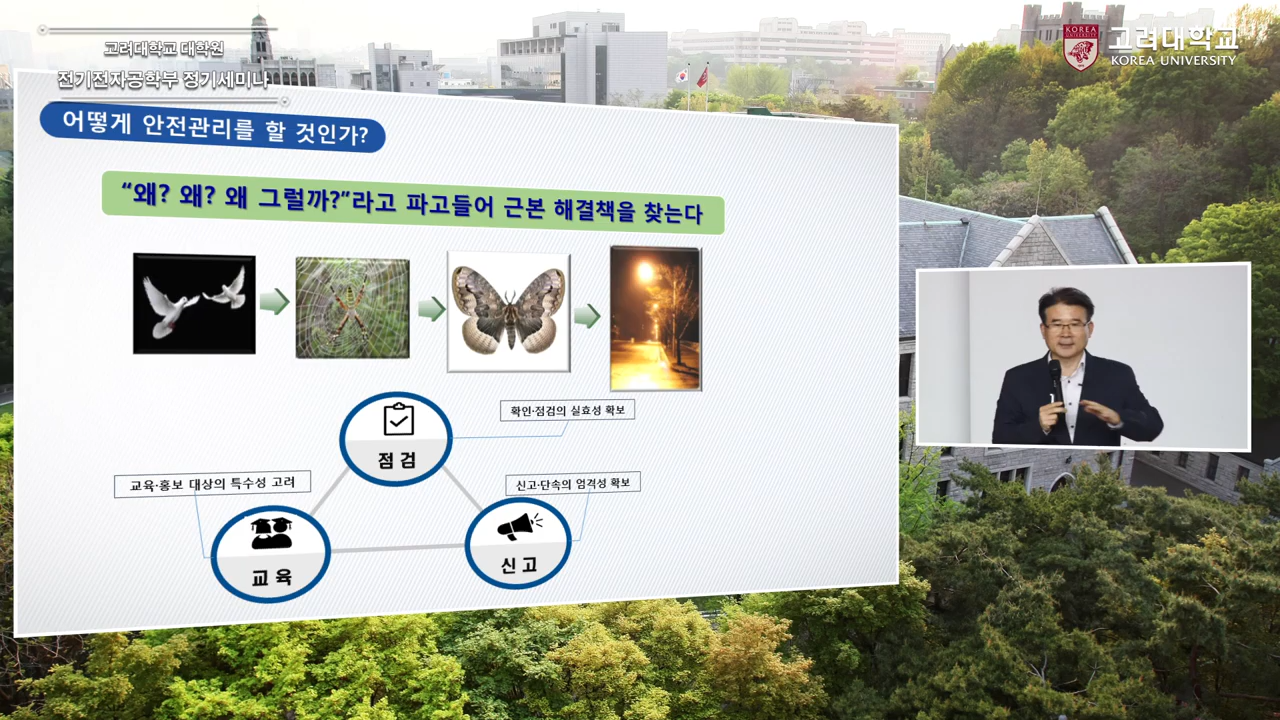 고려대학교 대학원
전기전자공학부 정기세미나
KOREA
UNIVERSITY
고려대학교
KOREA UNIVERSITY
어떻게 안전관리를 할 것인가?
“왜? 왜? 왜 그럴까?”라고 파고들어 근본 해결책을 찾는다
확인·점검의 실효성 확보
점 검
교육·홍보 대상의 특수성 고려
신고·단속의 엄격성 확보
교 육
신 고